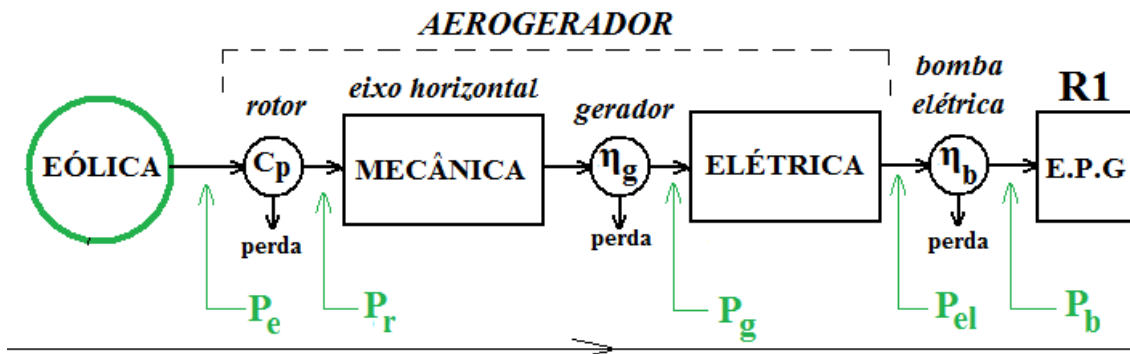 AEROGERADOR
bomba
elétrica
R1
rotor
eixo horizontal
gerador
EÓLICA
Cp
MECÂNICA
ηg
ELÉTRICA
ηb
E.P.G
perda
perda
perda
Pe
Pr
Pg
Pel
Pb